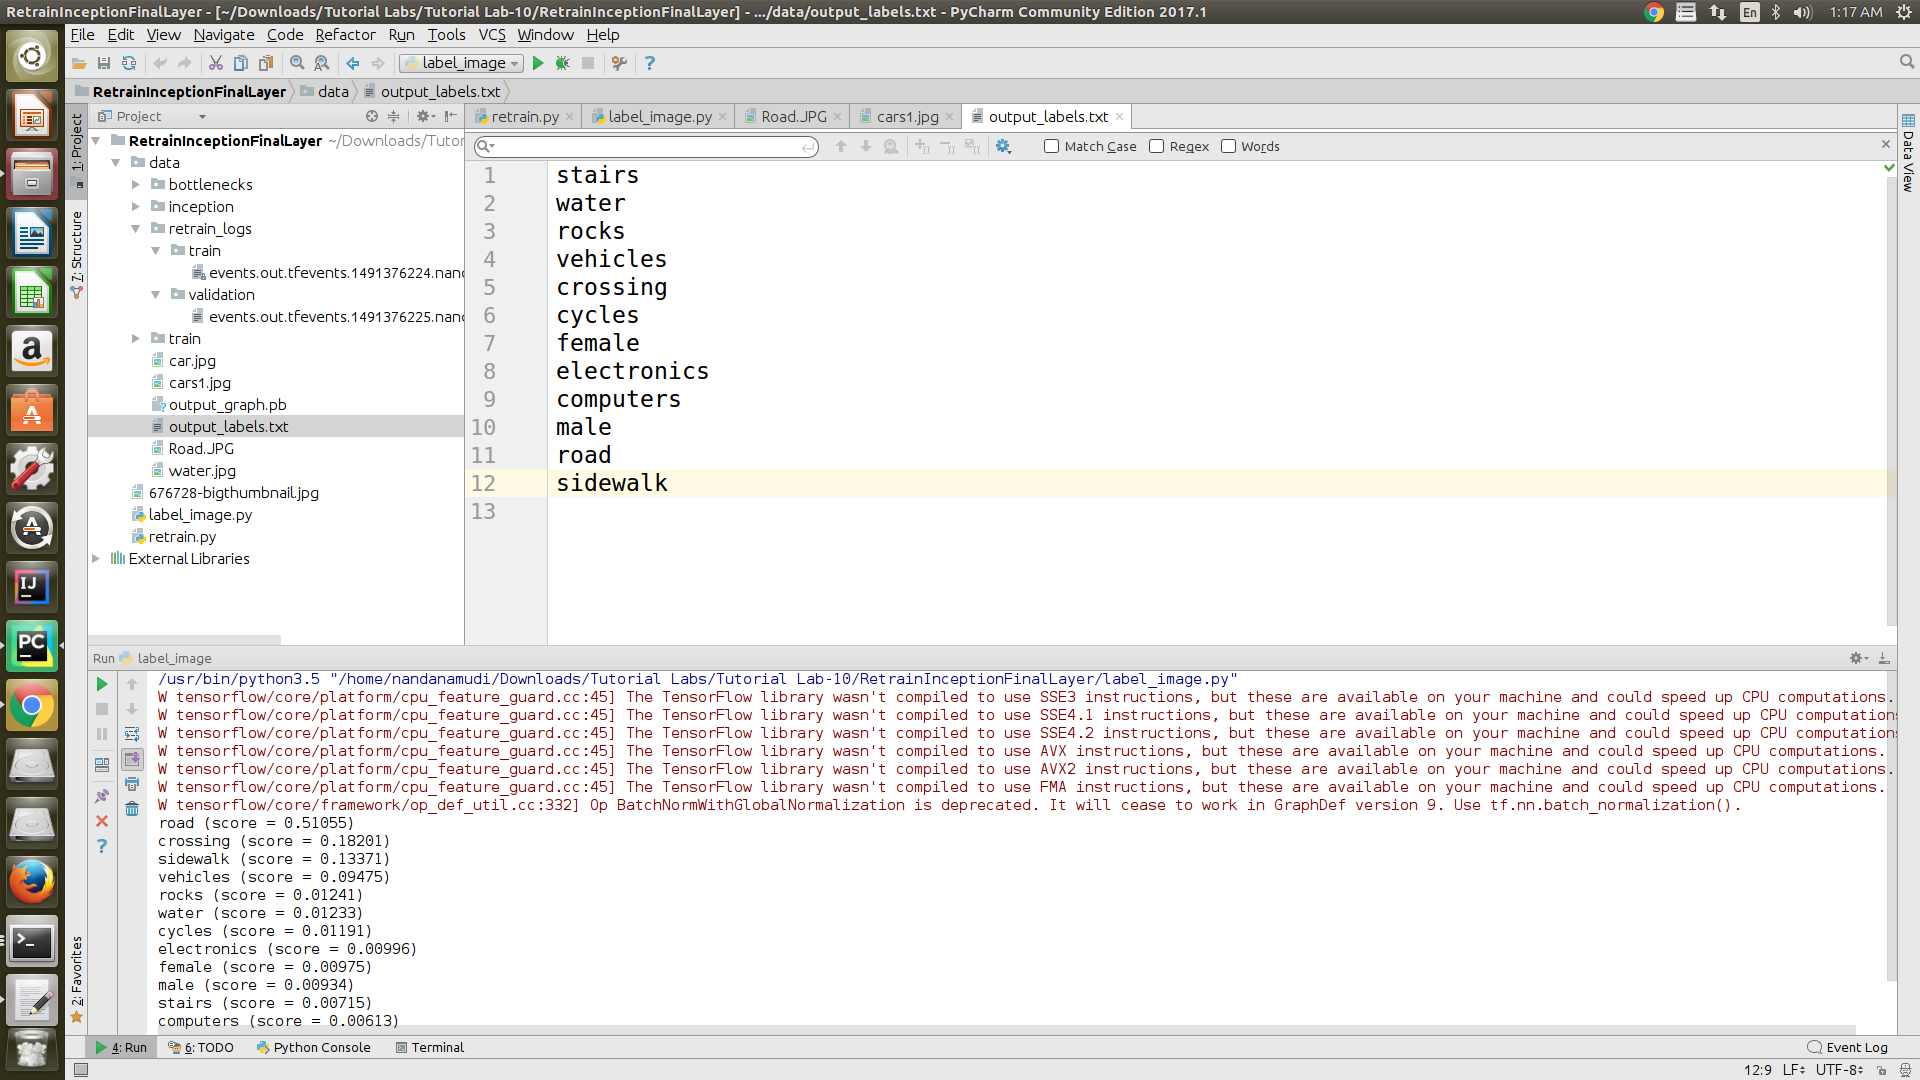 RetrainInceptionFinalLayer - [~/Downloads/Tutorial Labs/Tutorial Lab-10/RetrainInceptionFinalLayer] - .../data/output_labels.txt - PyCharm Community Edition 2017.1
En
1:17 AM
File Edit View Navigate Code Refactor Run Tools VCS Window Help
label_image
RetrainInceptionFinalLayer data output_labels.txt
Project
retrain.py label_image.py Road.JPG cars1.jpg output_labels.txt
Match Case Regex Words
1: Project
7: Structure
2: Favorites
Data View
RetrainInceptionFinalLayer ~/Downloads/Tutor
data
bottlenecks
inception
retrain_logs
train
events.out.tfevents.1491376224.nand
validation
events.out.tfevents.1491376225.nand
train
car.jpg
cars1.jpg
output_graph.pb
output_labels.txt
Road.JPG
water.jpg
676728-bigthumbnail.jpg
label_image.py
retrain.py
External Libraries
1 stairs
2 water
3 rocks
4 vehicles
5 crossing
6 cycles
7 female
8 electronics
9 computers
10 male
11 road
12 sidewalk
13
Run label_image
/usr/bin/python3.5 "/home/nandanamudi/Downloads/Tutorial Labs/Tutorial Lab-10/RetrainInceptionFinalLayer/label_image.py"
W tensorflow/core/platform/cpu_feature_guard.cc:45] The TensorFlow library wasn't compiled to use SSE3 instructions, but these are available on your machine and could speed up CPU computations.
W tensorflow/core/platform/cpu_feature_guard.cc:45] The TensorFlow library wasn't compiled to use SSE4.1 instructions, but these are available on your machine and could speed up CPU computations
W tensorflow/core/platform/cpu_feature_guard.cc:45] The TensorFlow library wasn't compiled to use SSE4.2 instructions, but these are available on your machine and could speed up CPU computations
W tensorflow/core/platform/cpu_feature_guard.cc:45] The TensorFlow library wasn't compiled to use AVX instructions, but these are available on your machine and could speed up CPU computations.
W tensorflow/core/platform/cpu_feature_guard.cc:45] The TensorFlow library wasn't compiled to use AVX2 instructions, but these are available on your machine and could speed up CPU computations.
W tensorflow/core/platform/cpu_feature_guard.cc:45] The TensorFlow library wasn't compiled to use FMA instructions, but these are available on your machine and could speed up CPU computations.
W tensorflow/core/framework/op_def_util.cc:332] Op BatchNormWithGlobalNormalization is deprecated. It will cease to work in GraphDef version 9. Use tf.nn.batch_normalization().
road (score = 0.51055)
crossing (score = 0.18201)
sidewalk (score = 0.13371)
vehicles (score = 0.09475)
rocks (score = 0.01241)
water (score = 0.01233)
cycles (score = 0.01191)
electronics (score = 0.00996)
female (score = 0.00975)
male (score = 0.00934)
stairs (score = 0.00715)
computers (score = 0.00613)
4: Run 6: TODO Python Console Terminal Event Log
12:9 LF UTF-8